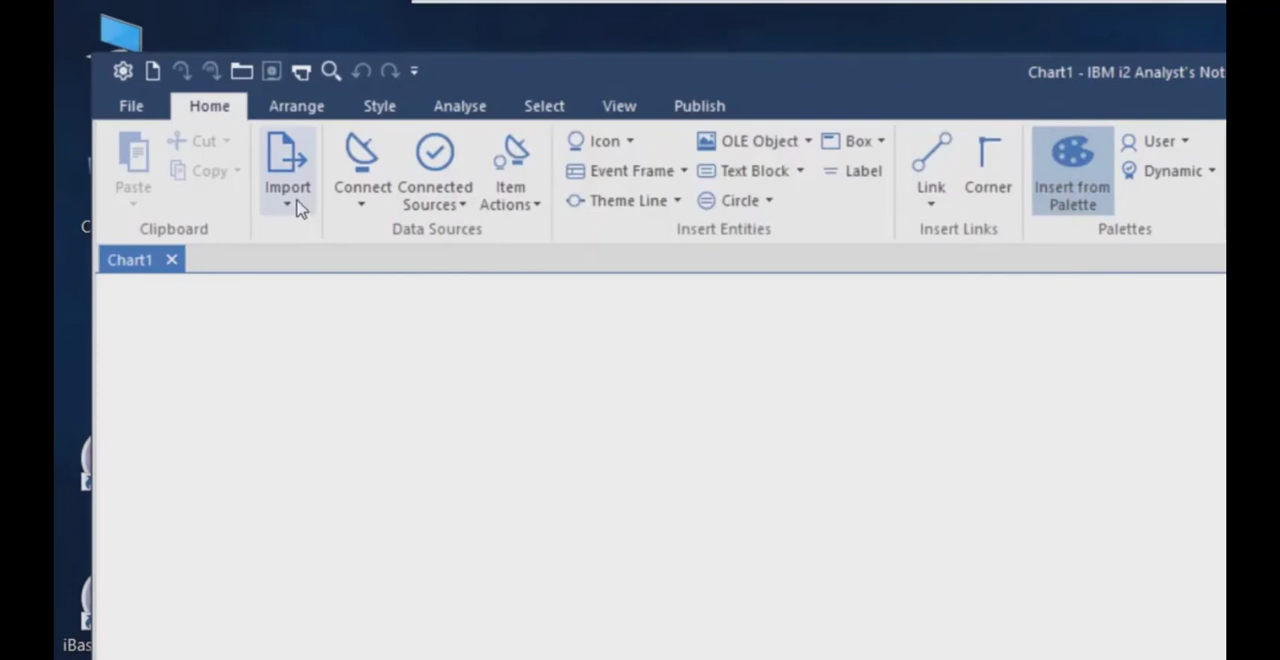 Chart1 - IBM i2 Analyst's Not
File Home Arrange Style Analyse Select View Publish
Paste
Cut
Copy
Clipboard
Import
Connect
Connected
Sources
Item
Actions
Data Sources
Icon
OLE Object
Box
Event Frame
Text Block
Label
Theme Line
Circle
Insert Entities
Link
Corner
Insert Links
Insert from
Palette
User
Dynamic
Palettes
Chart1
C
iBas